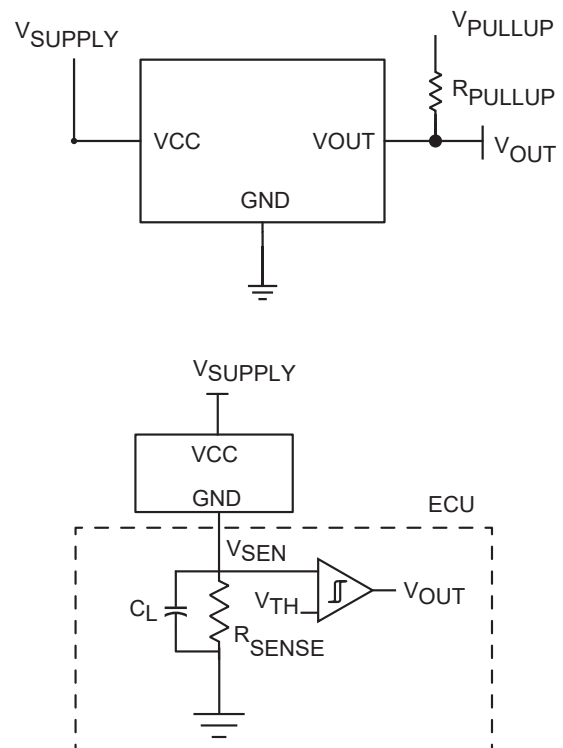 VSUPPLY
VPULLUP
RPULLUP
VCC
VOUT
VOUT
GND
VSUPPLY
VCC
GND
ECU
VSEN
CL
RSENSE
VTH
VOUT